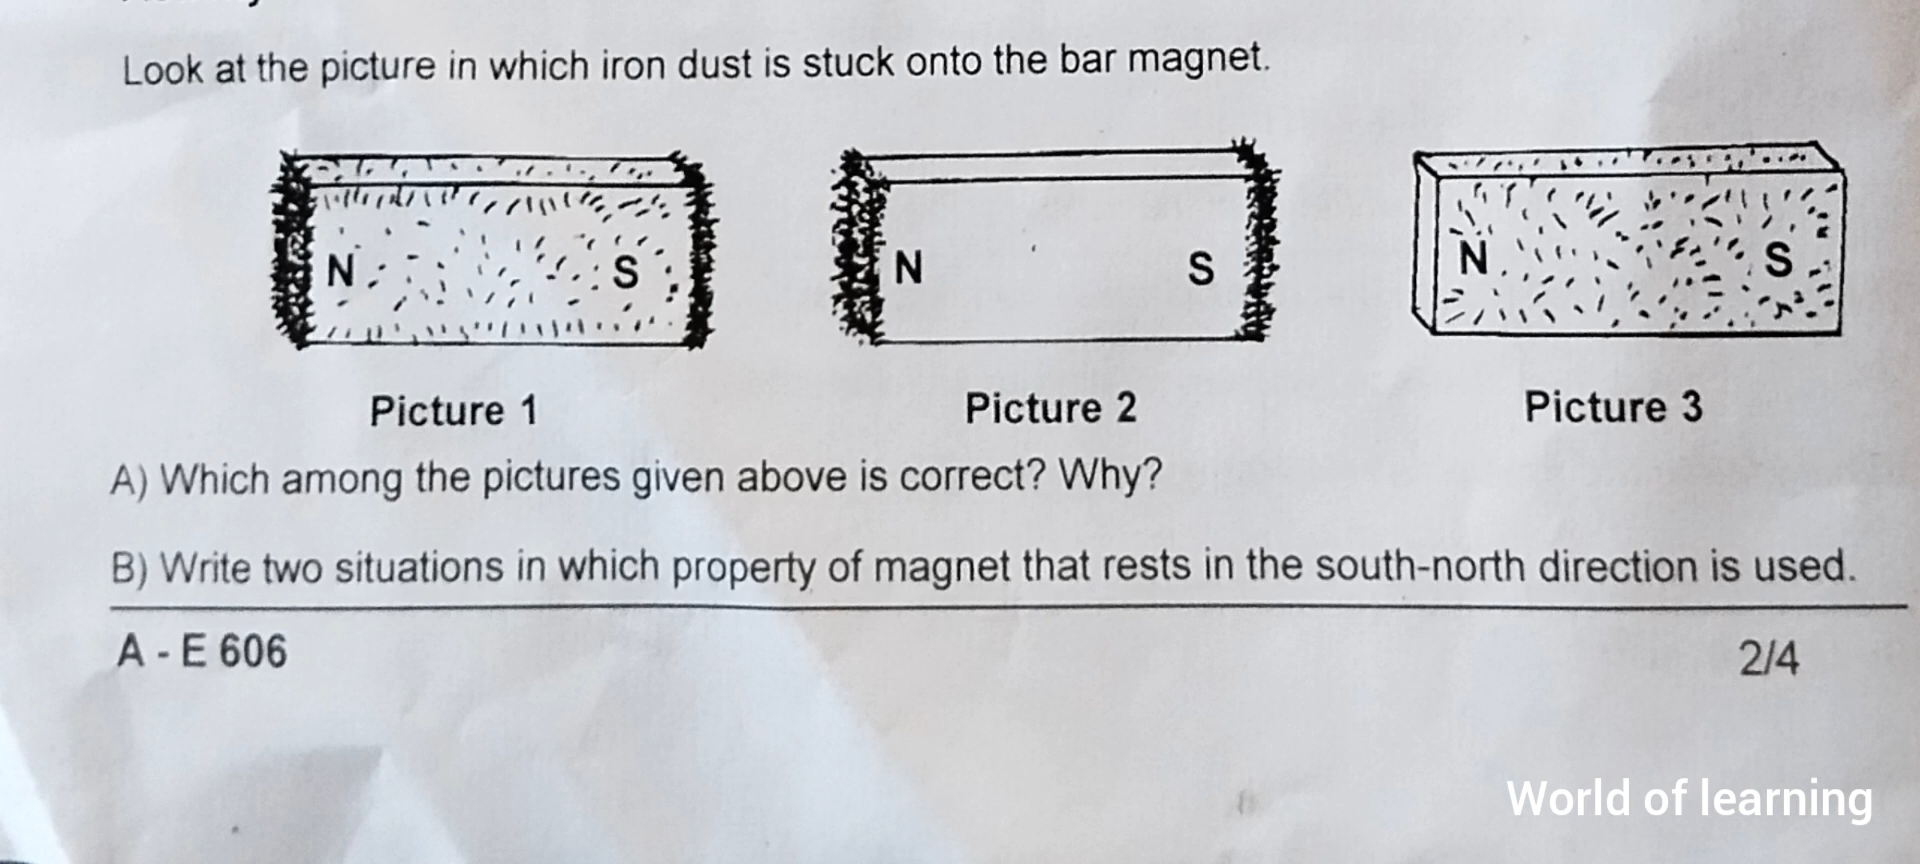 Look at the picture in which iron dust is stuck onto the bar magnet.
N S
N S
N S
Picture 1
Picture 2
Picture 3
A) Which among the pictures given above is correct? Why?
B) Write two situations in which property of magnet that rests in the south-north direction is used.
A - E 606
2/4
World of learning